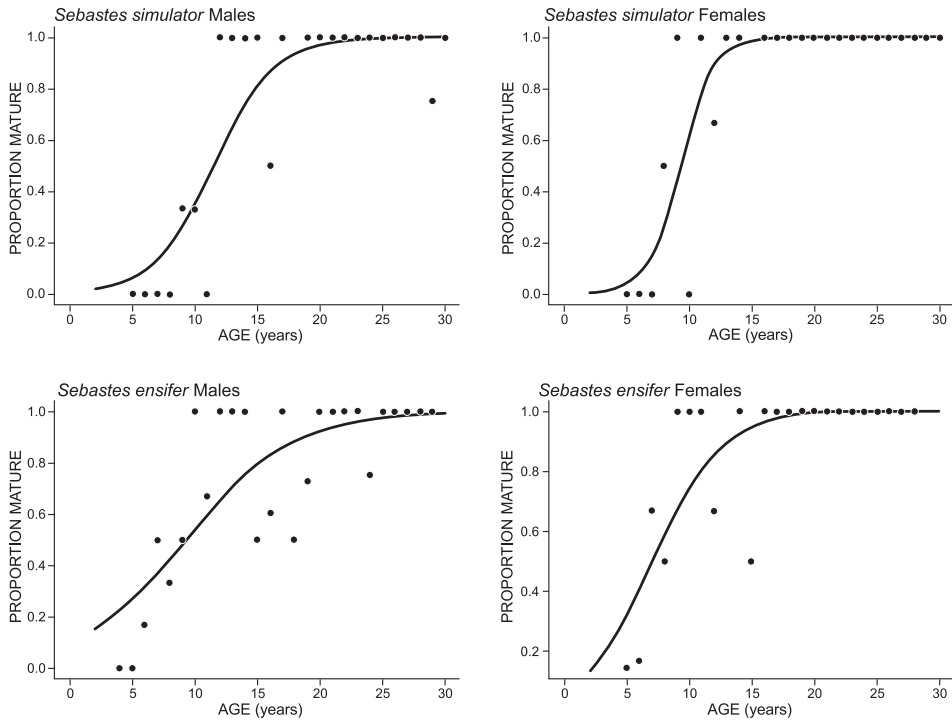 Sebastes simulator Males
1.0
0.8
0.6
0.4
0.2
0.0
PROPORTION MATURE
0 5 10 15 20 25 30
AGE (years)
Sebastes simulator Females
1.0
0.8
0.6
0.4
0.2
0.0
PROPORTION MATURE
0 5 10 15 20 25 30
AGE (years)
Sebastes ensifer Males
1.0
0.8
0.6
0.4
0.2
0.0
PROPORTION MATURE
0 5 10 15 20 25 30
AGE (years)
Sebastes ensifer Females
1.0
0.8
0.6
0.4
0.2
PROPORTION MATURE
0 5 10 15 20 25 30
AGE (years)